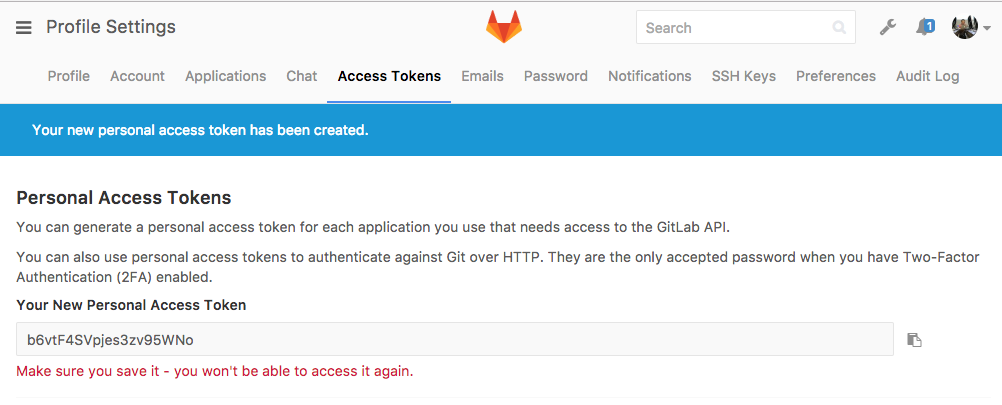 Profile Settings
Search
1
Profile Account Applications Chat Access Tokens Emails Password Notifications SSH Keys Preferences Audit Log
Your new personal access token has been created.
Personal Access Tokens
You can generate a personal access token for each application you use that needs access to the GitLab API.
You can also use personal access tokens to authenticate against Git over HTTP. They are the only accepted password when you have Two-Factor
Authentication (2FA) enabled.
Your New Personal Access Token
b6vtF4SVpjes3zv95WNo
Make sure you save it - you won't be able to access it again.